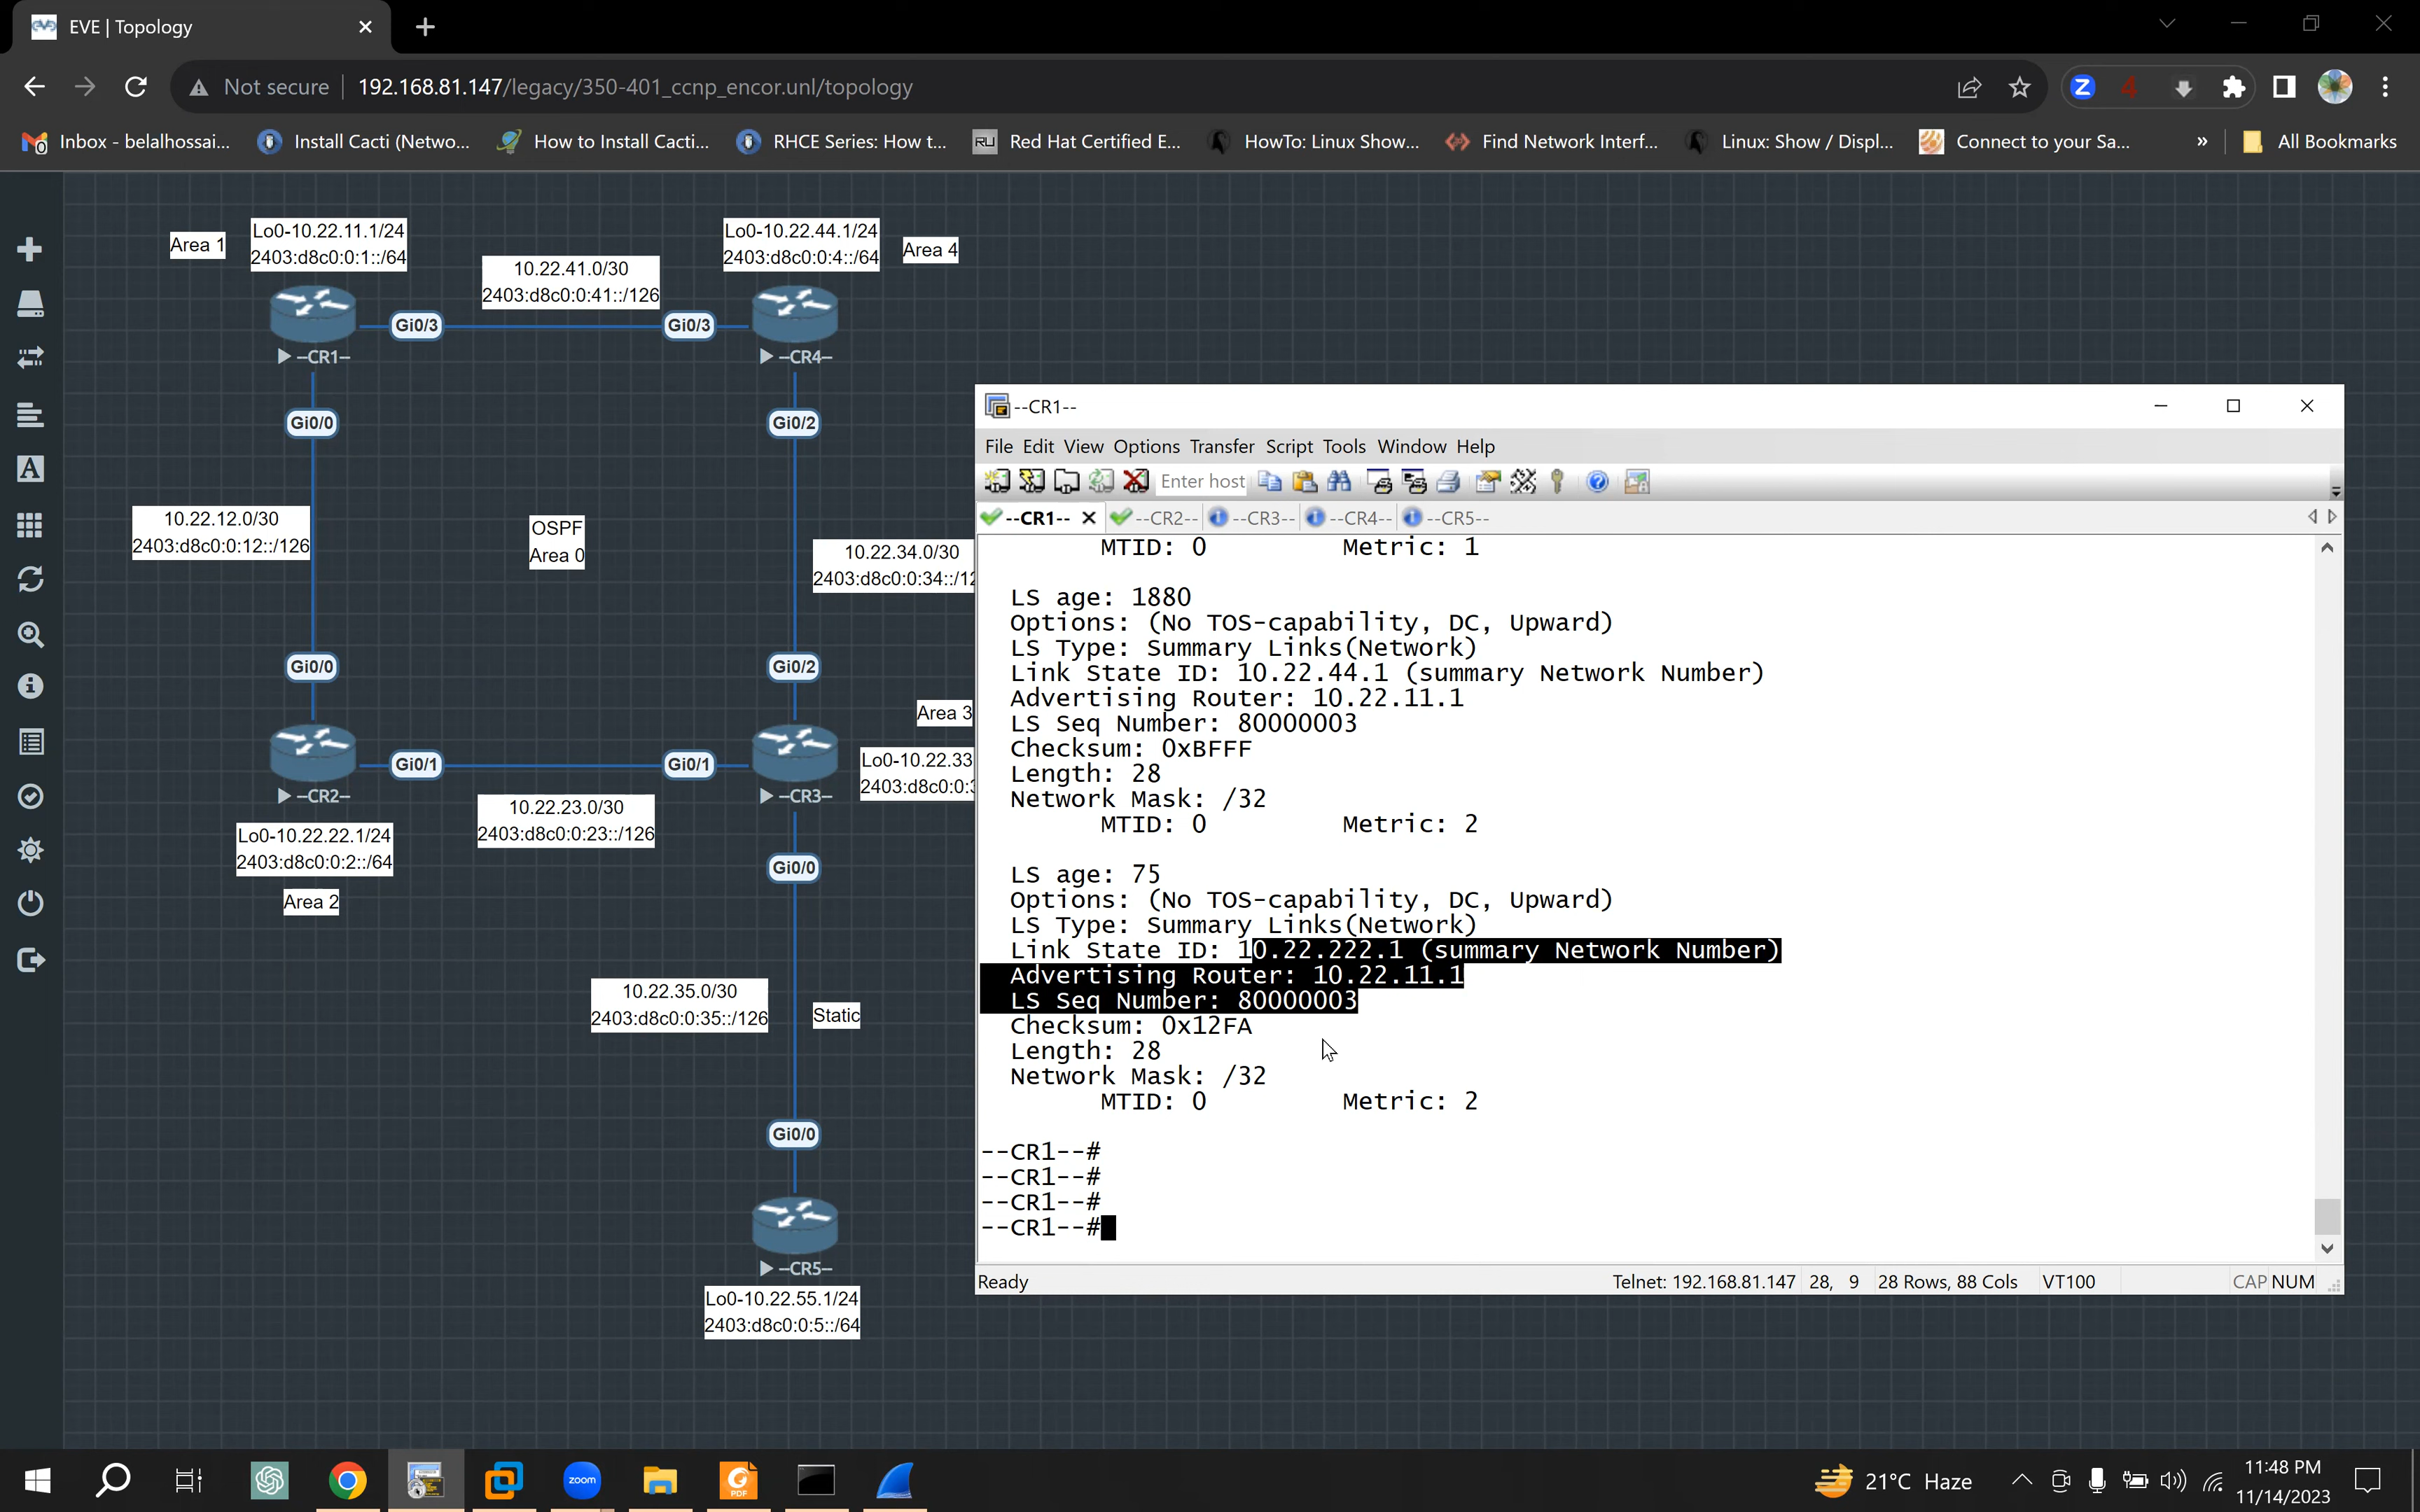 EVE | Topology
Not secure 192.168.81.147/legacy/350-401_ccnp_encor.unl/topology
Inbox - belalhossai... Install Cacti (Netwo... How to Install Cacti... RHCE Series: How t... RU Red Hat Certified E... HowTo: Linux Show... Find Network Interf... Linux: Show / Displ... Connect to your Sa... » All Bookmarks
Area 1
Lo0-10.22.11.1/24
2403:d8c0:0:1::/64
10.22.41.0/30
2403:d8c0:0:41::/126
Lo0-10.22.44.1/24
2403:d8c0:0:4::/64
Area 4
Gi0/3
Gi0/3
--CR1--
--CR4--
Gi0/0
Gi0/2
10.22.12.0/30
2403:d8c0:0:12::/126
OSPF
Area 0
10.22.34.0/30
2403:d8c0:0:34::/12
Gi0/0
Gi0/2
Area 3
Gi0/1
Gi0/1
Lo0-10.22.33
2403:d8c0:0:3
--CR2--
--CR3--
10.22.23.0/30
2403:d8c0:0:23::/126
Lo0-10.22.22.1/24
2403:d8c0:0:2::/64
Area 2
Gi0/0
10.22.35.0/30
2403:d8c0:0:35::/126
Static
Gi0/0
--CR5--
Lo0-10.22.55.1/24
2403:d8c0:0:5::/64
--CR1--
File Edit View Options Transfer Script Tools Window Help
Enter host
--CR1-- --CR2-- --CR3-- --CR4-- --CR5--
MTID: 0 Metric: 1
LS age: 1880
Options: (No TOS-capability, DC, Upward)
LS Type: Summary Links(Network)
Link State ID: 10.22.44.1 (summary Network Number)
Advertising Router: 10.22.11.1
LS Seq Number: 80000003
Checksum: 0xBFFF
Length: 28
Network Mask: /32
MTID: 0 Metric: 2
LS age: 75
Options: (No TOS-capability, DC, Upward)
LS Type: Summary Links(Network)
Link State ID: 10.22.222.1 (summary Network Number)
Advertising Router: 10.22.11.1
LS Seq Number: 80000003
Checksum: 0x12FA
Length: 28
Network Mask: /32
MTID: 0 Metric: 2
--CR1--#
--CR1--#
--CR1--#
--CR1--#
Ready Telnet: 192.168.81.147 28, 9 28 Rows, 88 Cols VT100 CAP NUM
zoom
PDF
21°C Haze
11:48 PM
11/14/2023